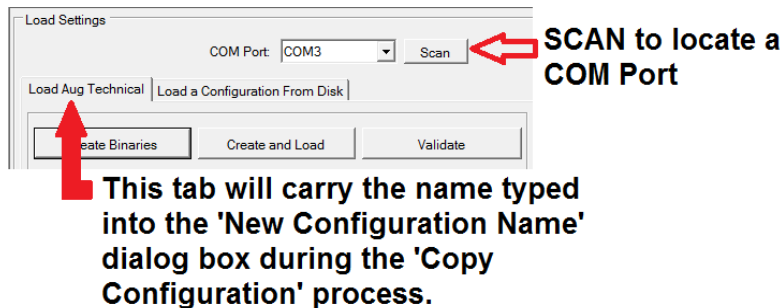 Load Settings
COM Port: COM3 Scan
SCAN to locate a
COM Port
Load Aug Technical Load a Configuration From Disk
eate Binaries Create and Load Validate
This tab will carry the name typed
into the 'New Configuration Name'
dialog box during the 'Copy
Configuration' process.